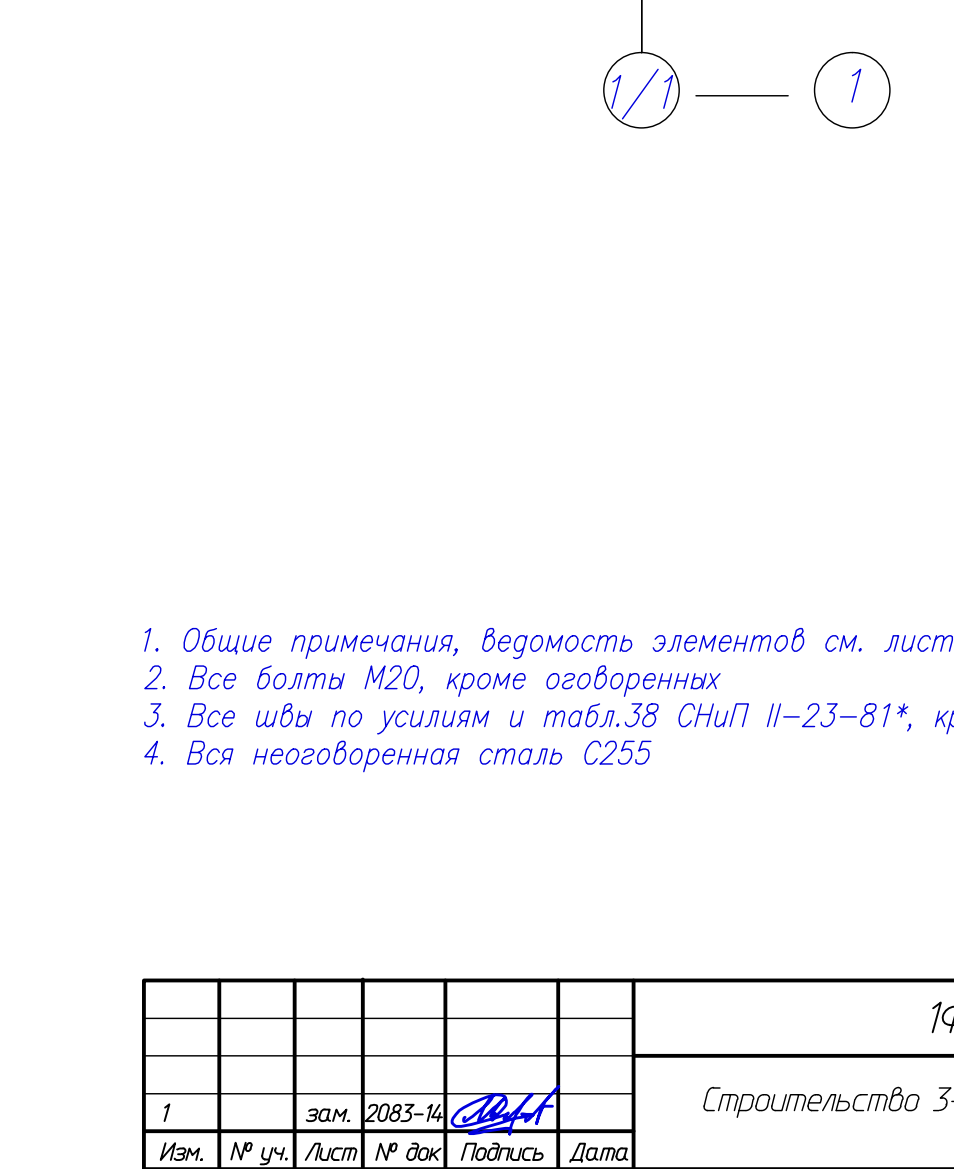 1/1 1
1. Общие примечания, ведомость элементов см. лист
2. Все болты М20, кроме оговоренных
3. Все швы по усилиям и табл.38 СНиП II-23-81*,
4. Вся неоговоренная сталь С255
Строительство 3-
1 зам. 2083-14
Изм. № уч. Лист № док Подпись Дата